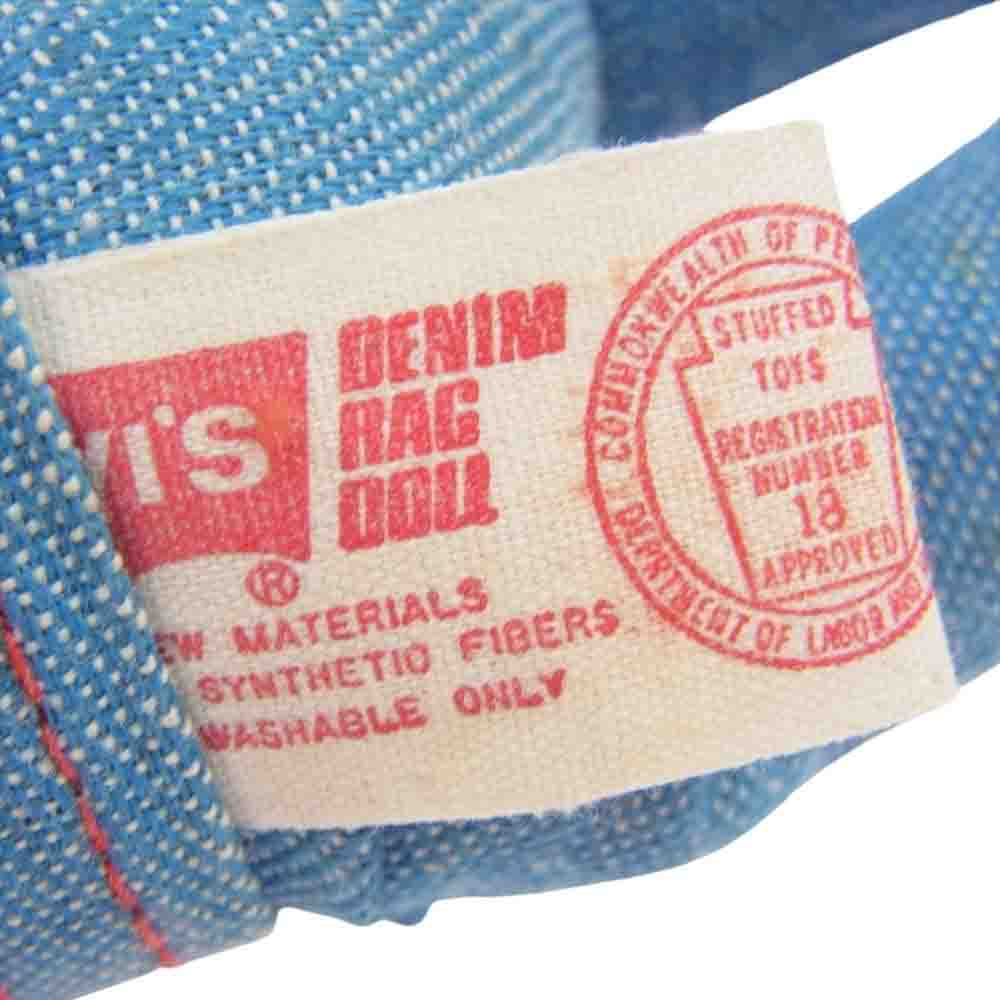 VI'S
®
DENIM
RAG
DOLL
EW MATERIALS
SYNTHETIC FIBERS
WASHABLE ONLY
COMMONWEALTH OF PE
STUFFED
TOYS
REGISTRATION
NUMBER
18
APPROVED
DEPARTMENT OF LABOR AND